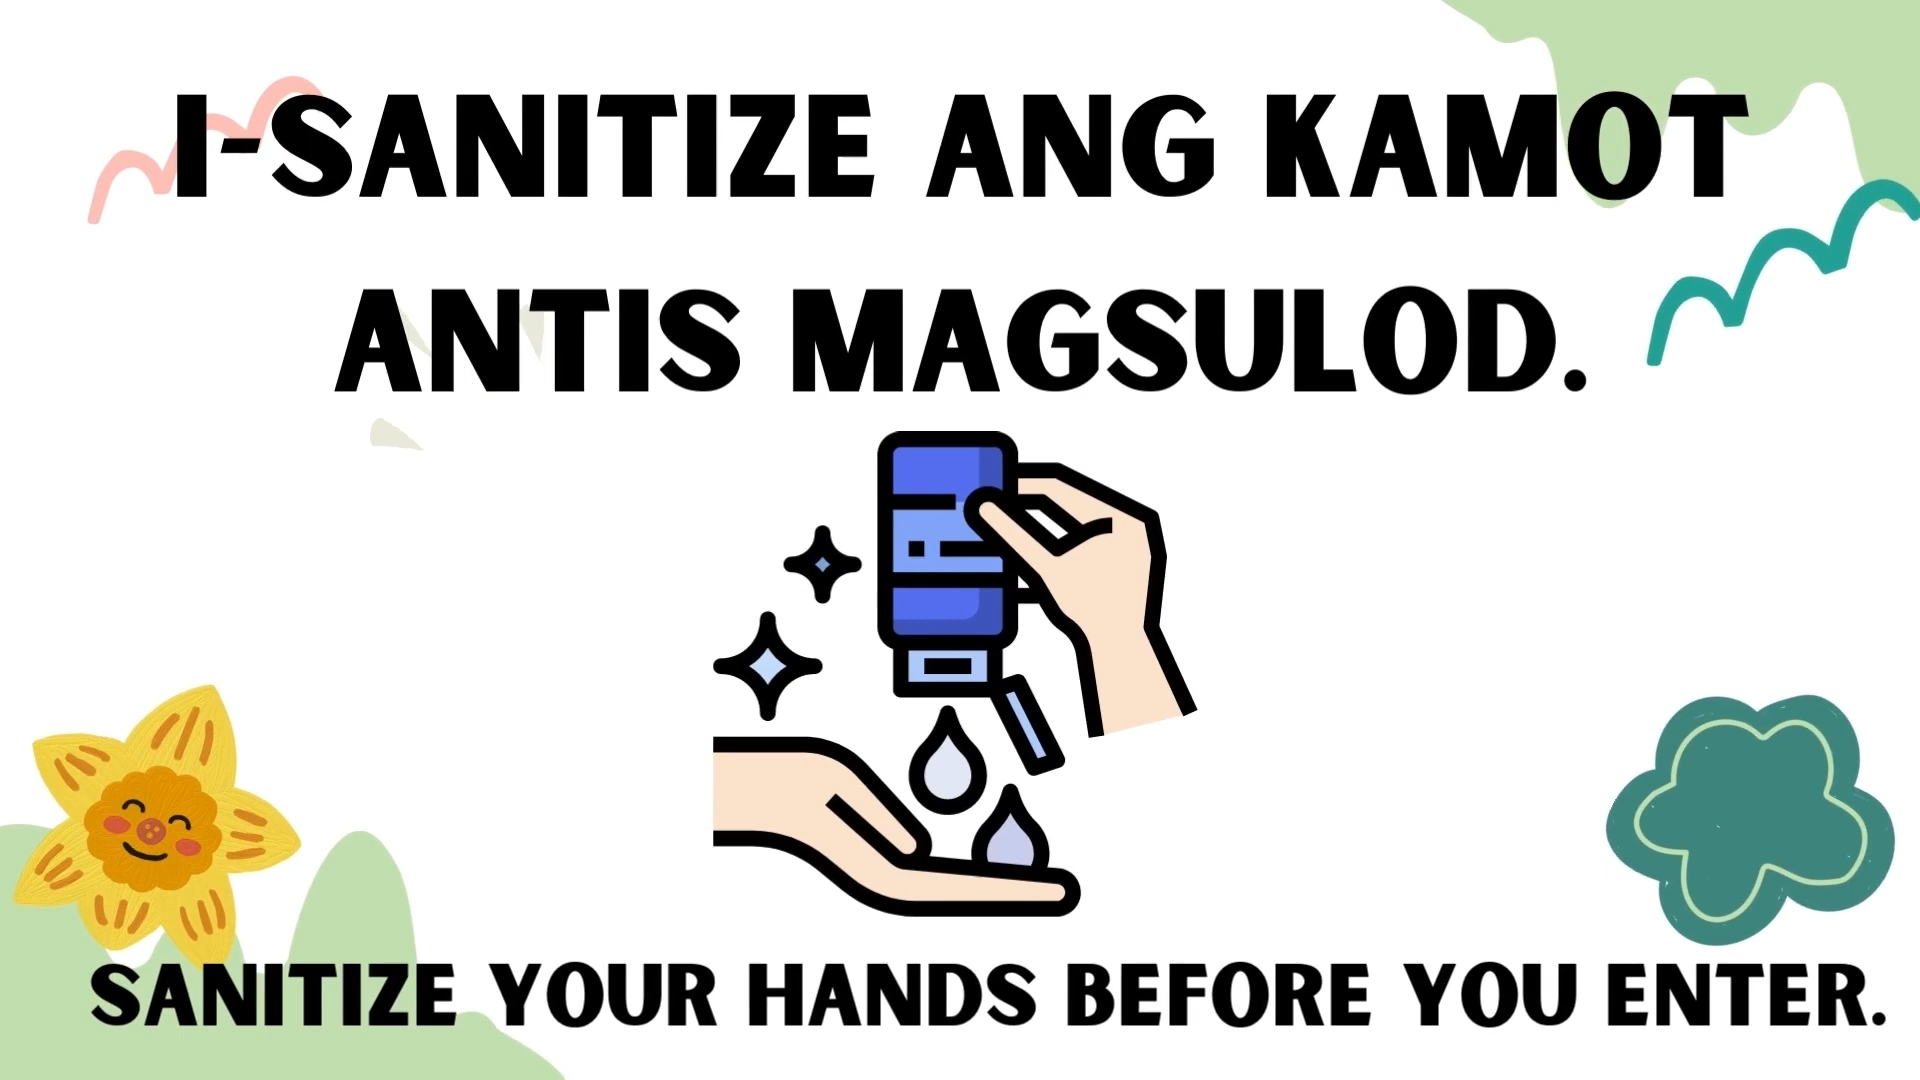 I-SANITIZE ANG KAMOT
ANTIS MAGSULOD.
SANITIZE YOUR HANDS BEFORE YOU ENTER.